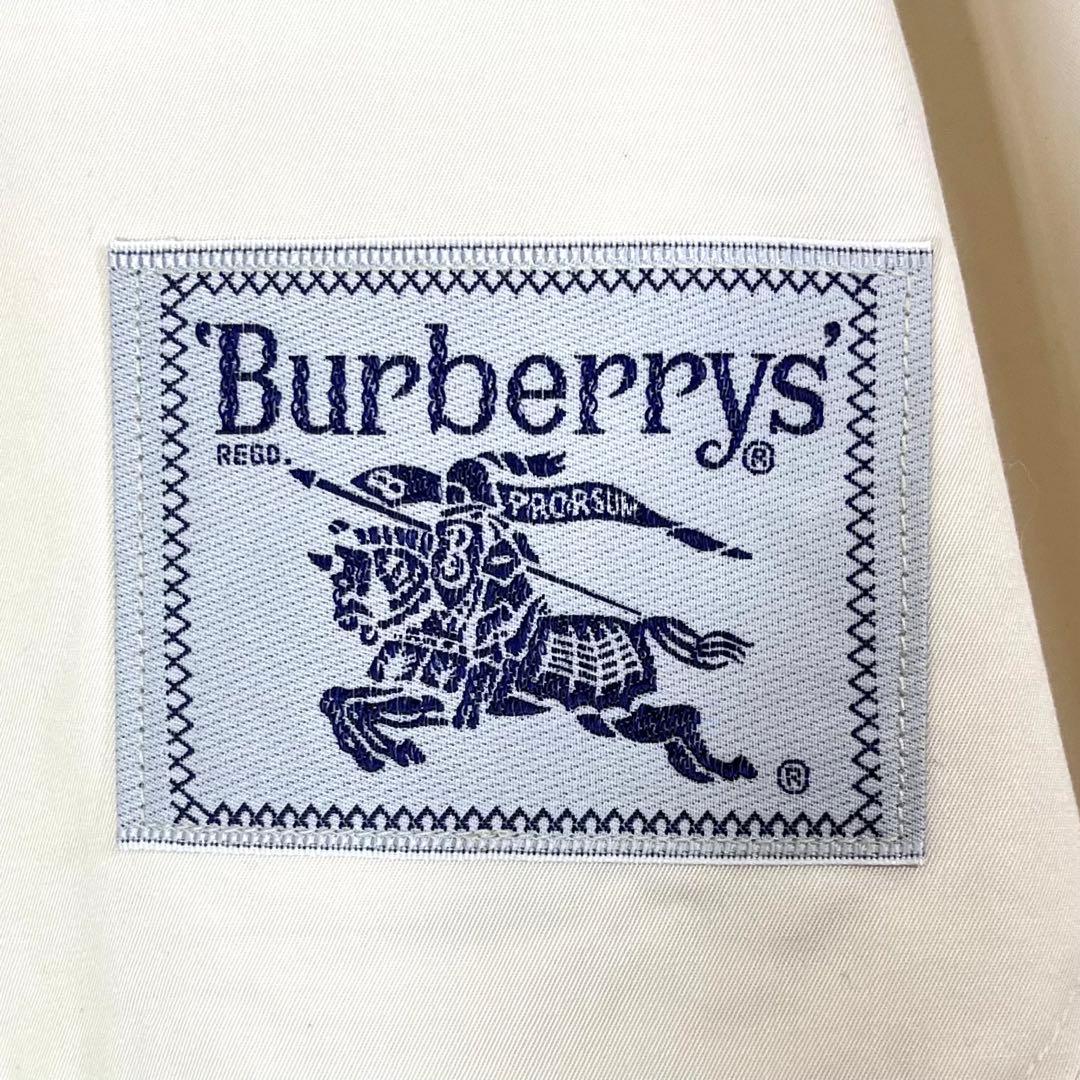 'Burberrys'
REGD. ®
B PRORSUM
B
®